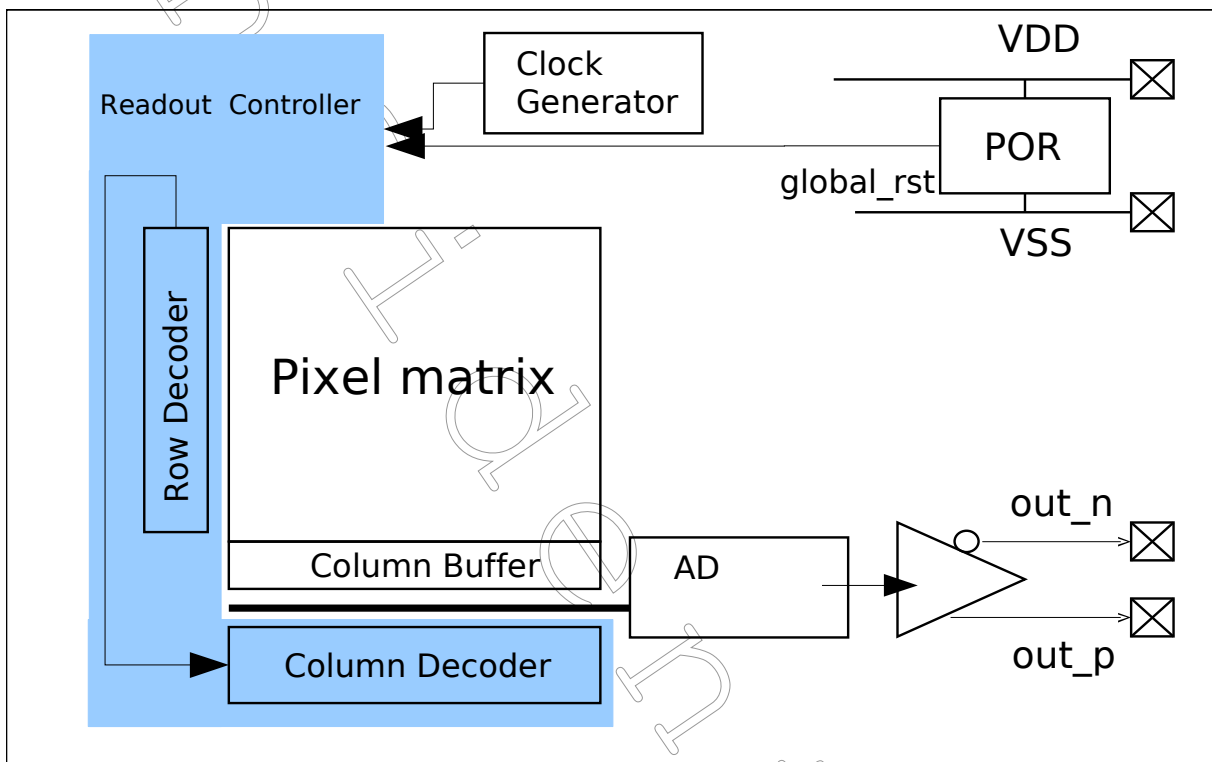 Readout Controller
Clock
Generator
VDD
POR
global_rst
VSS
Row Decoder
Pixel matrix
Column Buffer
AD
out_n
out_p
Column Decoder